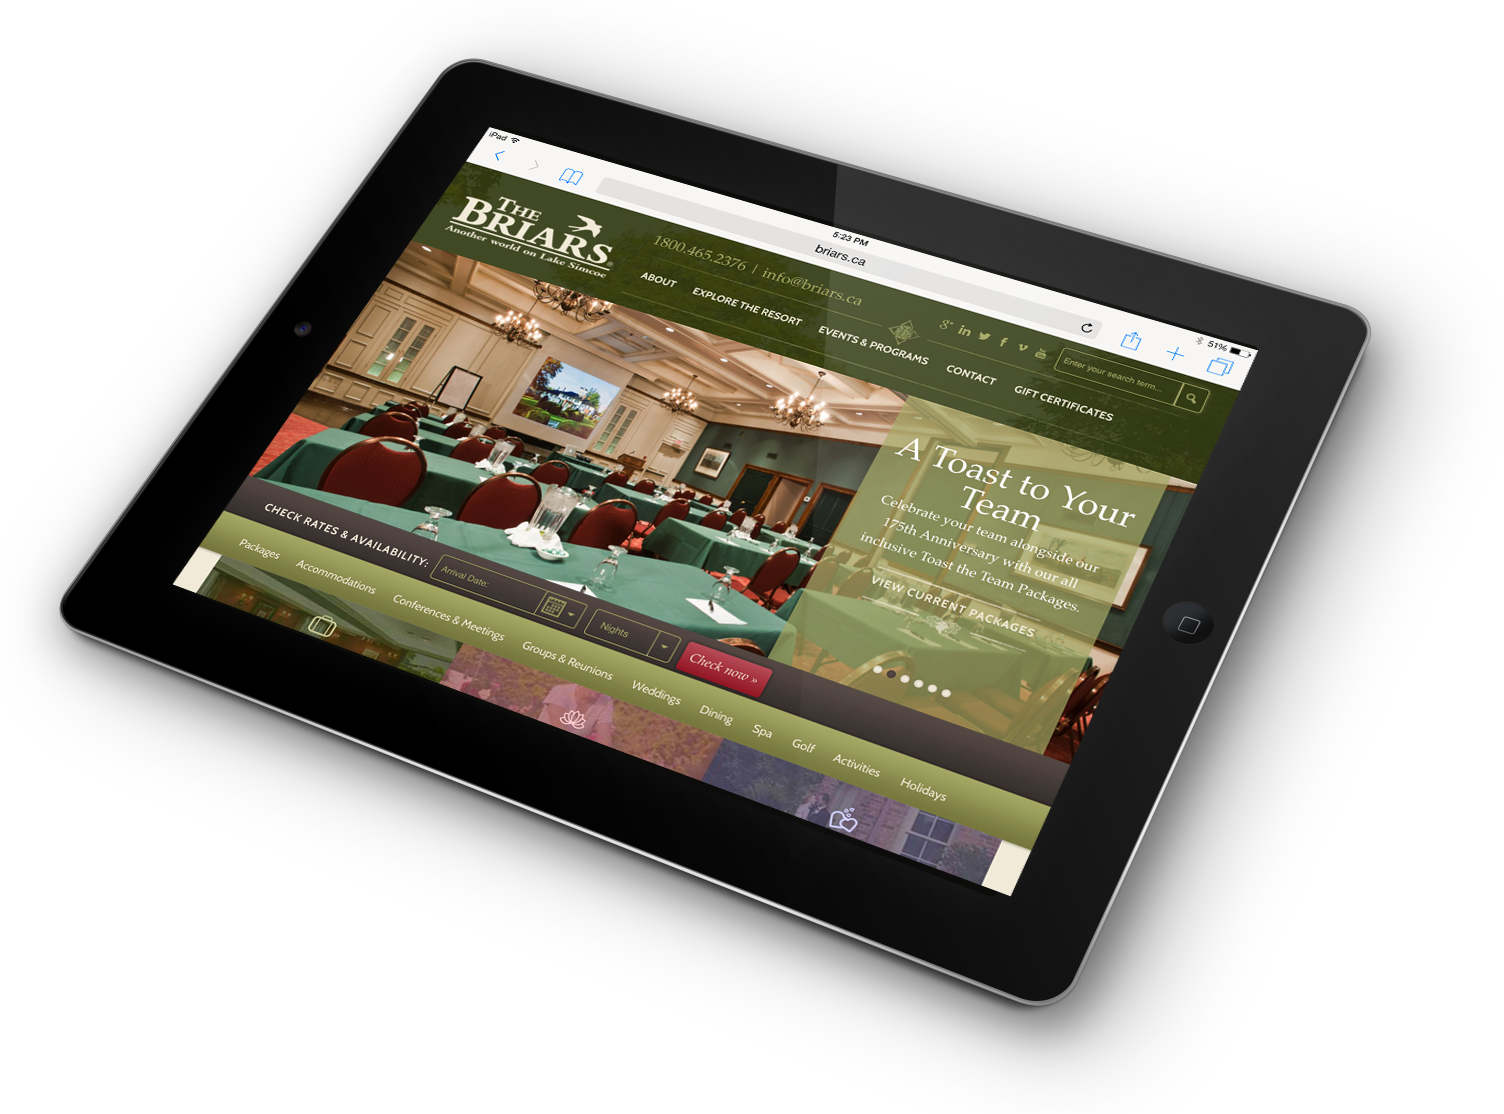 iPad
5:23 PM
51%
briars.ca
THE
BRIARS
Another world on Lake Simcoe
1800.465.2376 | info@briars.ca
g+ in
You
Enter your search term...
ABOUT EXPLORE THE RESORT EVENTS & PROGRAMS CONTACT GIFT CERTIFICATES
A Toast to Your
Team
Celebrate your team alongside our
175th Anniversary with our all
inclusive Toast the Team Packages.
VIEW CURRENT PACKAGES
CHECK RATES & AVAILABILITY: Arrival Date: Nights Check now »
Packages Accommodations Conferences & Meetings Groups & Reunions Weddings Dining Spa Golf Activities Holidays